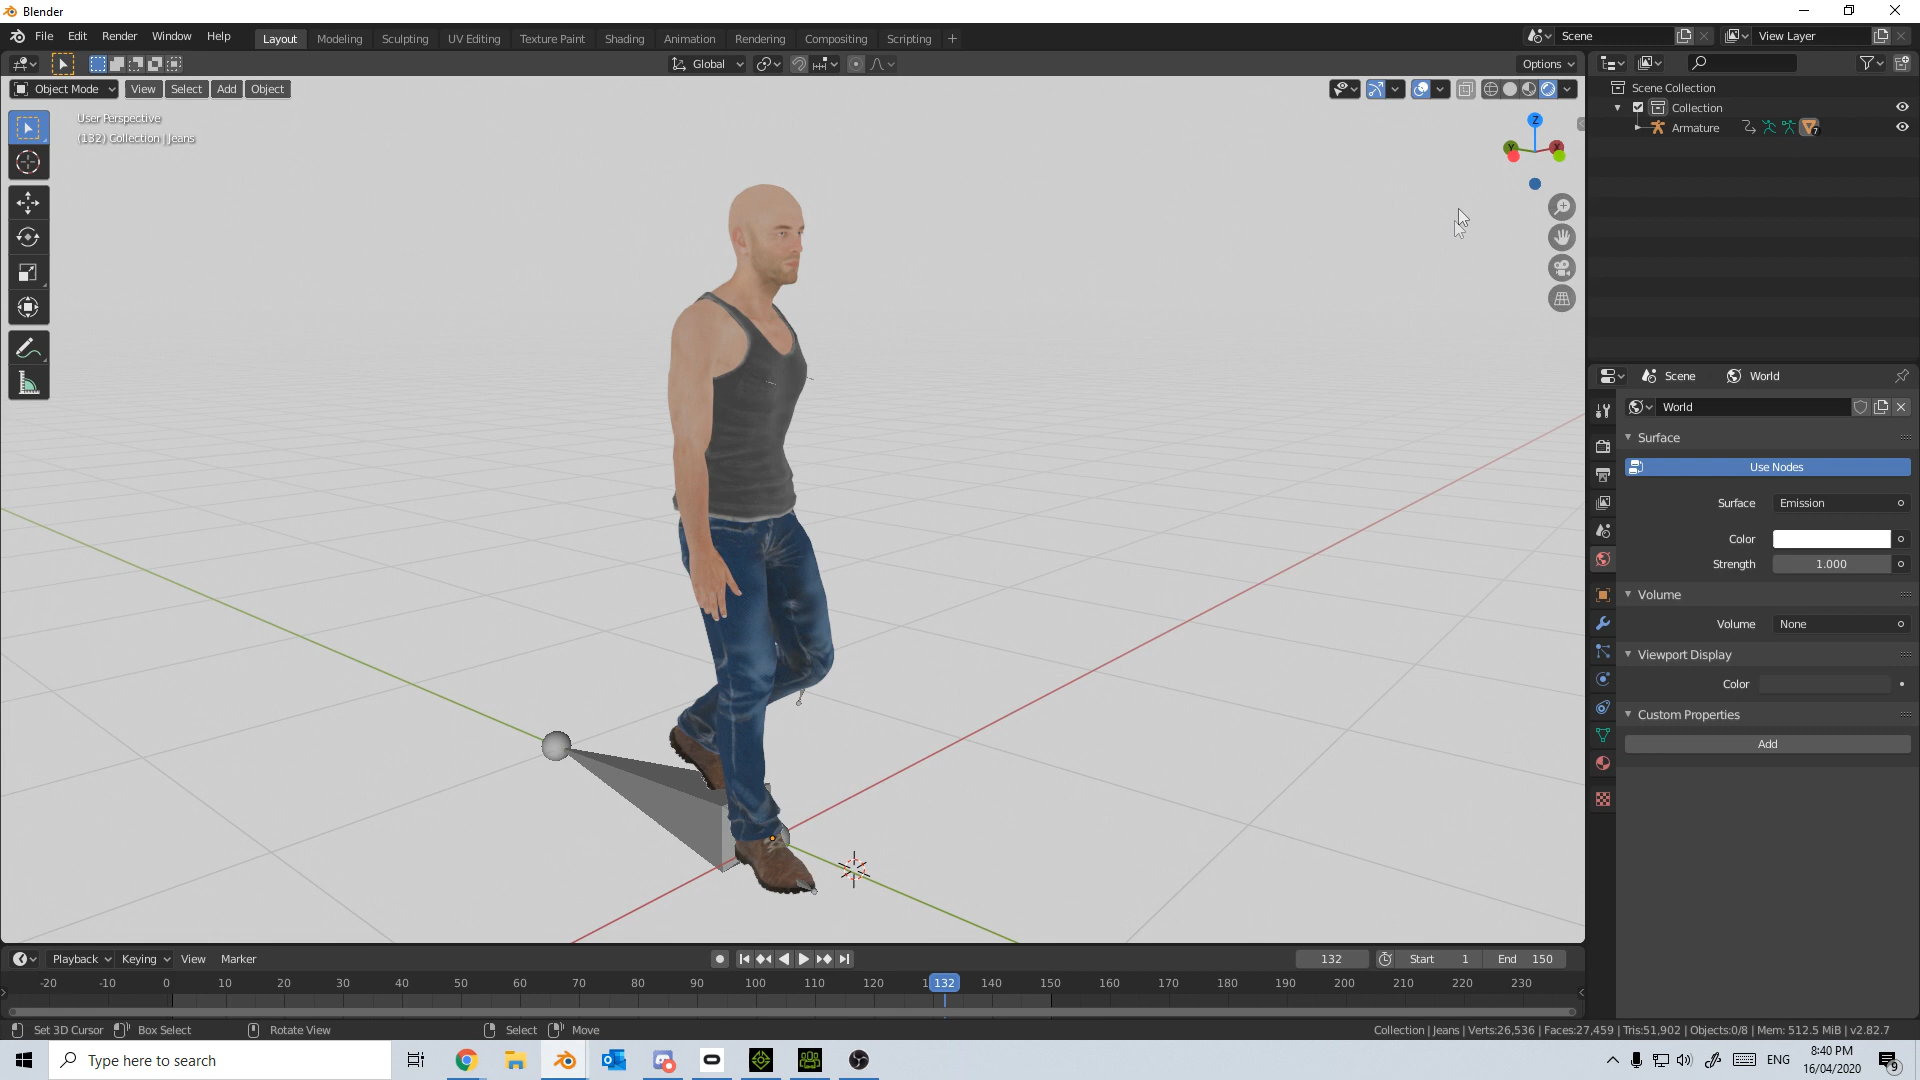 Blender
File Edit Render Window Help
Layout Modeling Sculpting UV Editing Texture Paint Shading Animation Rendering Compositing Scripting +
Scene
View Layer
Global
Options
Object Mode View Select Add Object
User Perspective
(132) Collection | Jeans
Z
Y
X
Scene Collection
Collection
Armature
7
Scene World
World
Surface
Use Nodes
Surface Emission
Color
Strength 1.000
Volume
Volume None
Viewport Display
Color
Custom Properties
Add
Playback Keying View Marker
132
Start 1
End 150
-20 -10 0 10 20 30 40 50 60 70 80 90 100 110 120 1 132 140 150 160 170 180 190 200 210 220 230
Set 3D Cursor Box Select Rotate View Select Move
Collection | Jeans | Verts:26,536 | Faces:27,459 | Tris:51,902 | Objects:0/8 | Mem: 512.5 MiB | v2.82.7
Type here to search
ENG
8:40 PM
16/04/2020
9